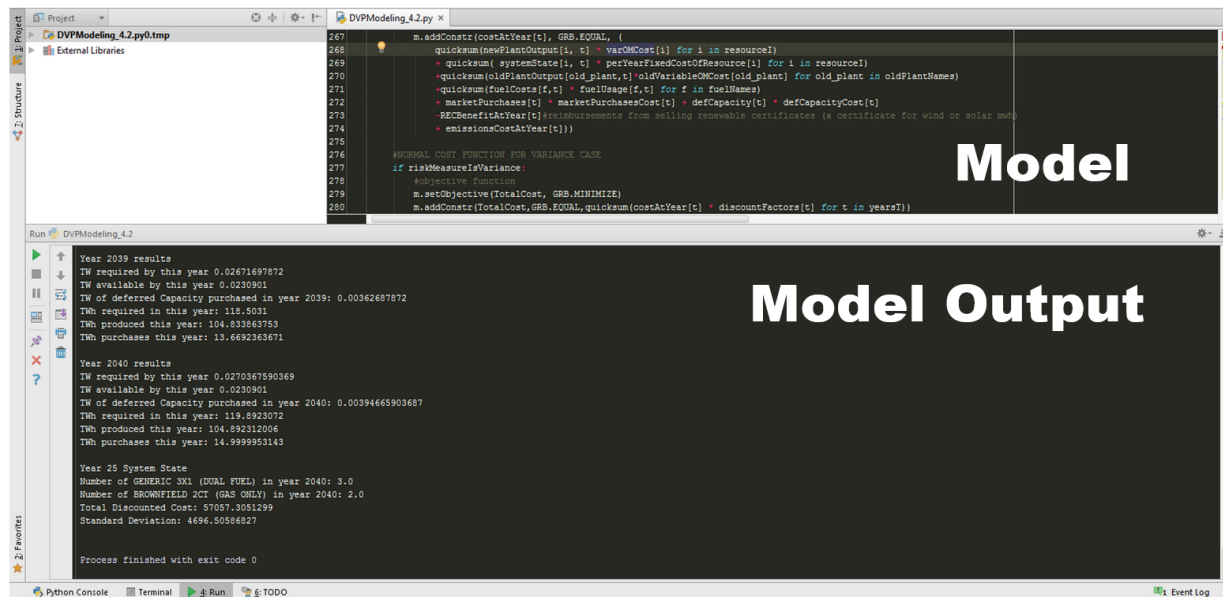 Project
DVPModeling_4.2.py ×
1: Project
Z: Structure
2: Favorites
DVPModeling_4.2.py0.tmp
External Libraries
267 m.addConstr(costAtYear[t], GRB.EQUAL, (
268 quicksum(newPlantOutput[i, t] * varOMCost[i] for i in resourceI)
269 + quicksum( systemState[i, t] * perYearFixedCostOfResource[i] for i in resourceI)
270 +quicksum(oldPlantOutput[old_plant,t]*oldVariableOMCost[old_plant] for old_plant in oldPlantNames)
271 +quicksum(fuelCosts[f,t] * fuelUsage[f,t] for f in fuelNames)
272 + marketPurchases[t] * marketPurchasesCost[t] + defCapacity[t] * defCapacityCost[t]
273 -RECBenefitAtYear[t]#reimbursements from selling renewable certificates (a certificate for wind or solar mwh)
274 + emissionsCostAtYear[t]))
275
276 #NORMAL COST FUNCTION FOR VARIANCE CASE
277 if riskMeasureIsVariance:
278 #objective function
279 m.setObjective(TotalCost, GRB.MINIMIZE)
280 m.addConstr(TotalCost,GRB.EQUAL,quicksum(costAtYear[t] * discountFactors[t] for t in yearsT))
Model
Run DVPModeling_4.2
Model Output
Year 2039 results
TW required by this year 0.02671697872
TW available by this year 0.0230901
TW of deferred Capacity purchased in year 2039: 0.00362687872
TWh required in this year: 118.5031
TWh produced this year: 104.833863753
TWh purchases this year: 13.6692363671
Year 2040 results
TW required by this year 0.0270367590369
TW available by this year 0.0230901
TW of deferred Capacity purchased in year 2040: 0.00394665903687
TWh required in this year: 119.8923072
TWh produced this year: 104.892312006
TWh purchases this year: 14.9999953143
Year 25 System State
Number of GENERIC 3X1 (DUAL FUEL) in year 2040: 3.0
Number of BROWNFIELD 2CT (GAS ONLY) in year 2040: 2.0
Total Discounted Cost: 57057.3051299
Standard Deviation: 4696.50586827
Process finished with exit code 0
Python Console Terminal 4: Run 6: TODO
1 Event Log